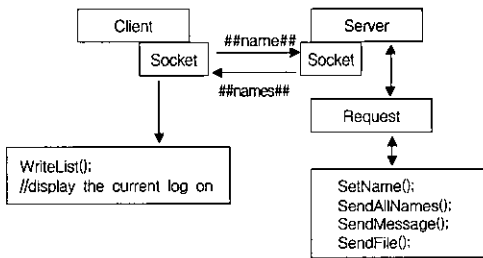 Client
##name##
Server
Socket
Socket
##names##
Request
WriteList();
//display the current log on
SetName();
SendAllNames();
SendMessage();
SendFile();